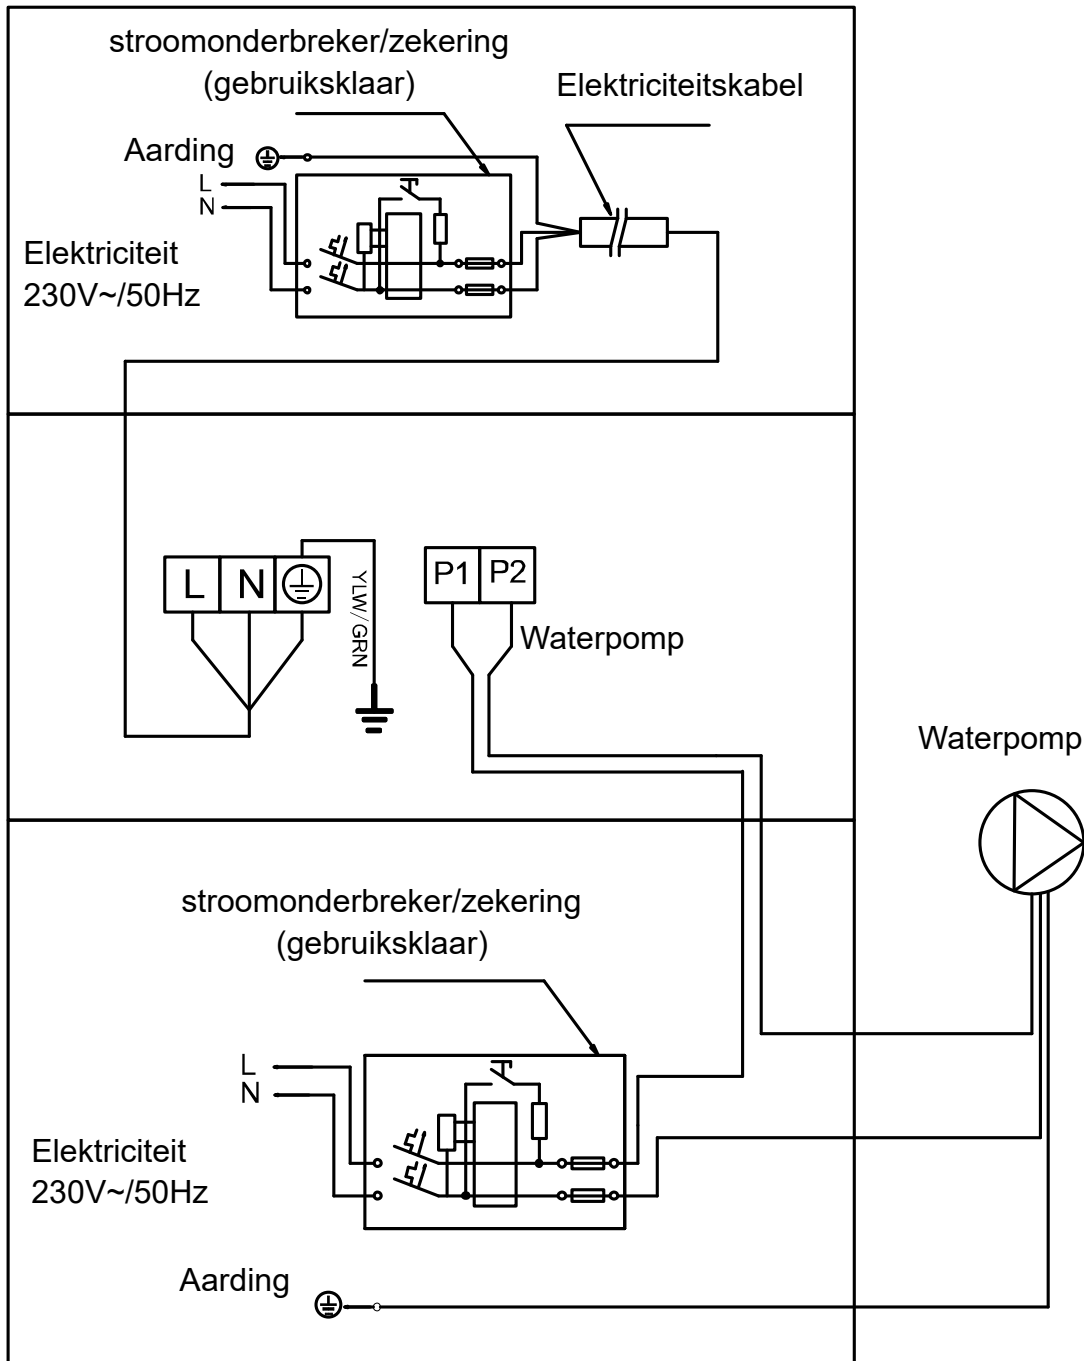 stroomonderbreker/zekering
(gebruiksklaar)
Elektriciteitskabel
Aarding
L
N
Elektriciteit
230V~/50Hz
L N
YLW/GRN
P1 P2
Waterpomp
Waterpomp
stroomonderbreker/zekering
(gebruiksklaar)
L
N
Elektriciteit
230V~/50Hz
Aarding